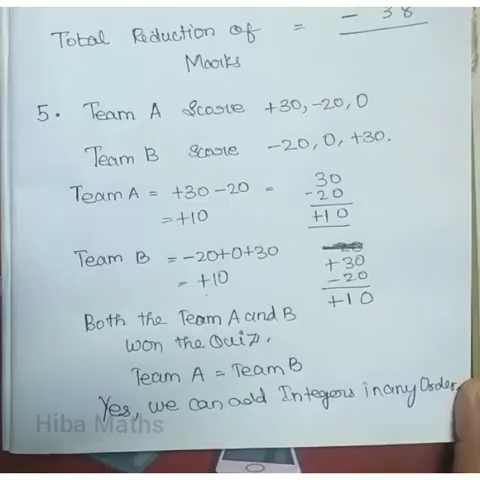 - 38
Total Reduction of =
Marks
5. Team A Score +30, -20, 0
Team B Score -20, 0, +30.
Team A = +30 - 20 = 30
-20
= +10 +10
Team B = -20+0+30 +30
= +10 -20
+10
Both the Team A and B
won the Quiz.
Team A = Team B
Yes, we can add Integers in any Order
Hiba Maths